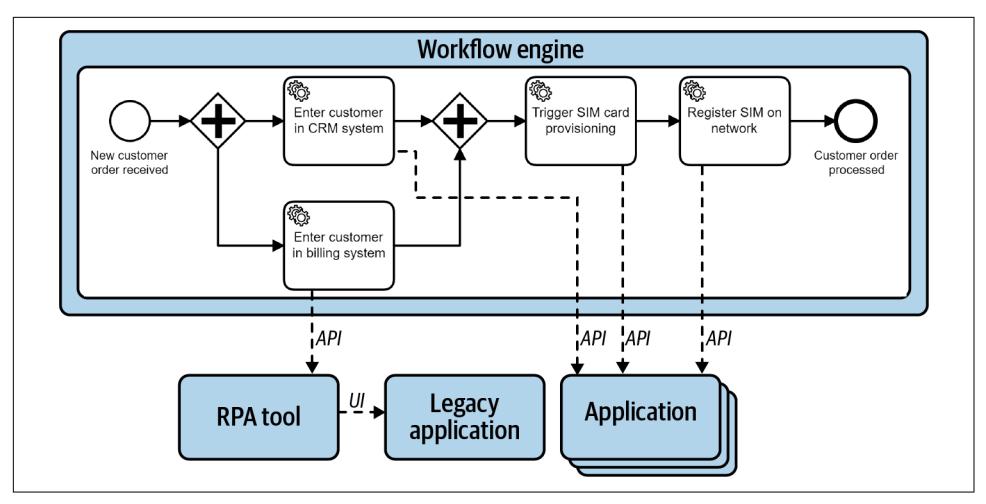 Workflow engine
Enter customer
in CRM system
Trigger SIM card
provisioning
Register SIM on
network
New customer
order received
Customer order
processed
Enter customer
in billing system
API
API
API
API
RPA tool
UI
Legacy
application
Application